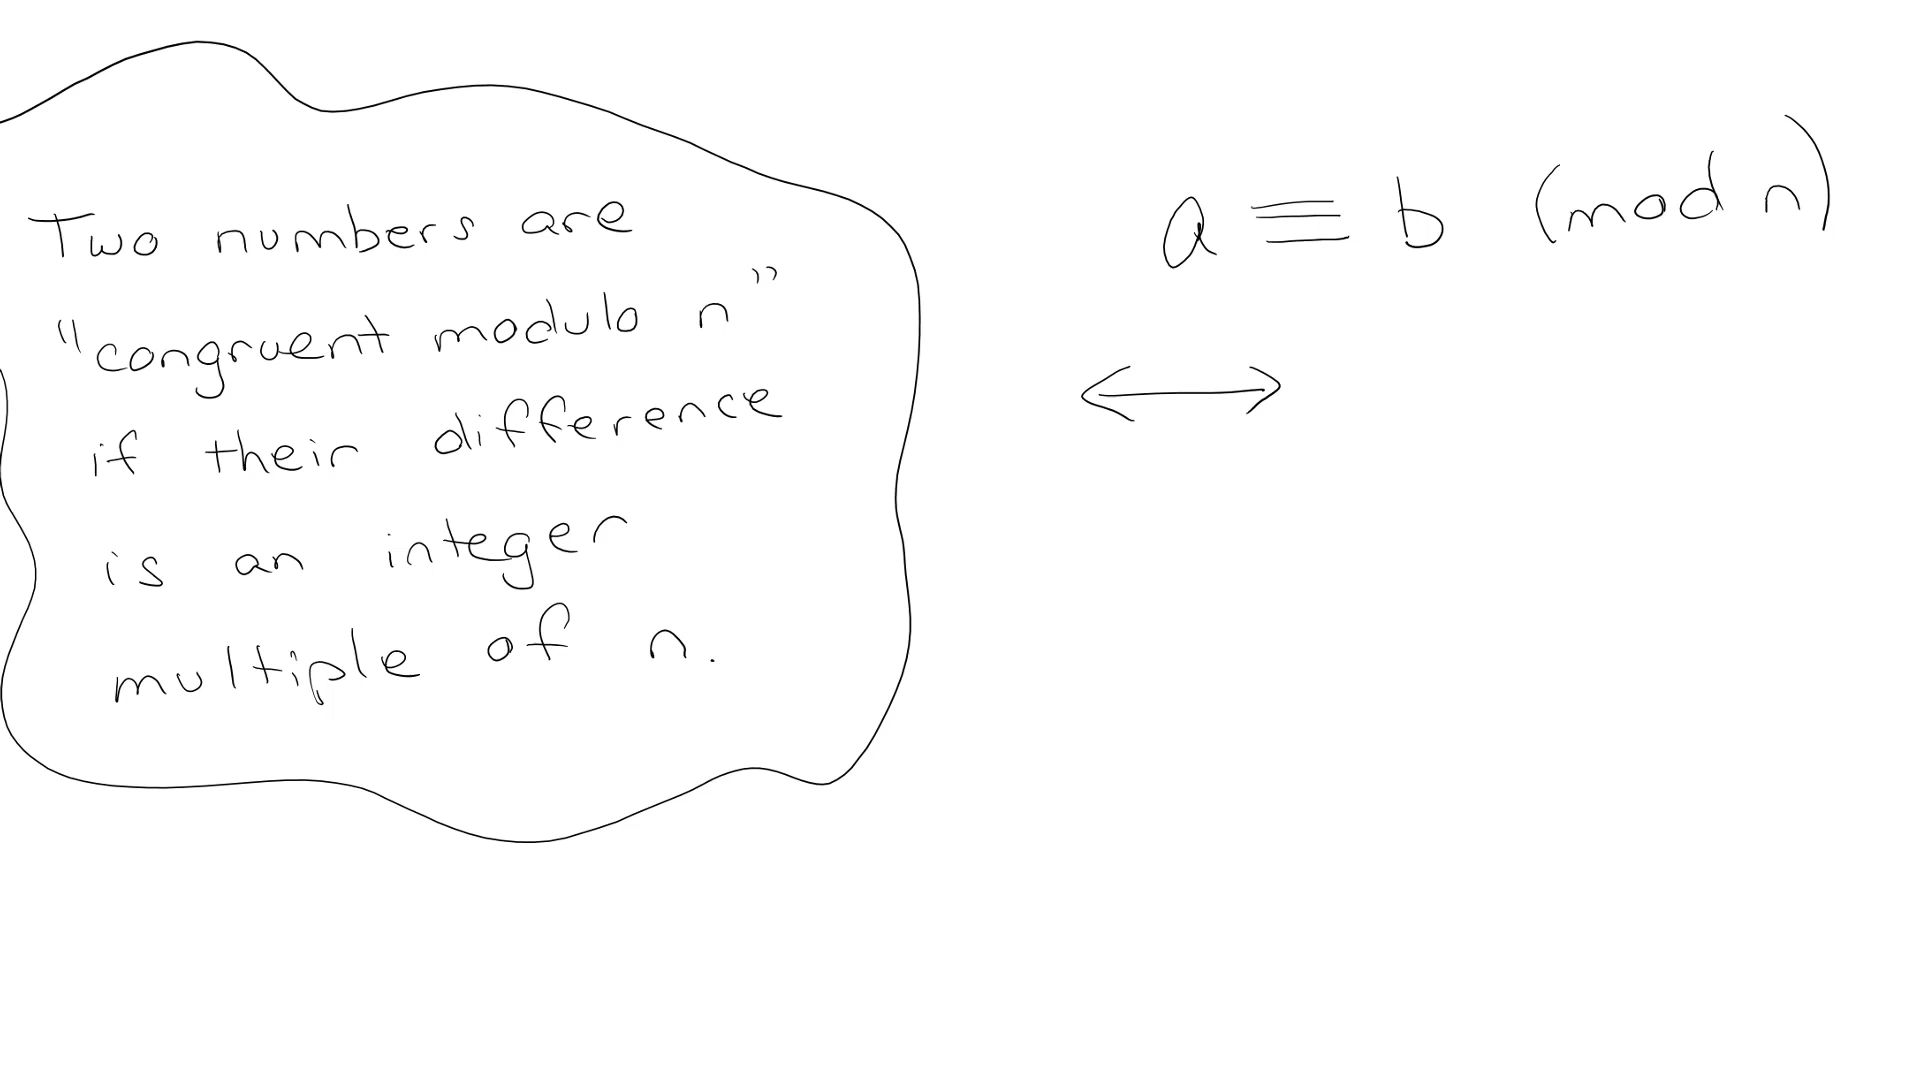 Two numbers are
"congruent modulo n"
if their difference
is an integer
multiple of n.
a ≡ b (mod n)
⟷